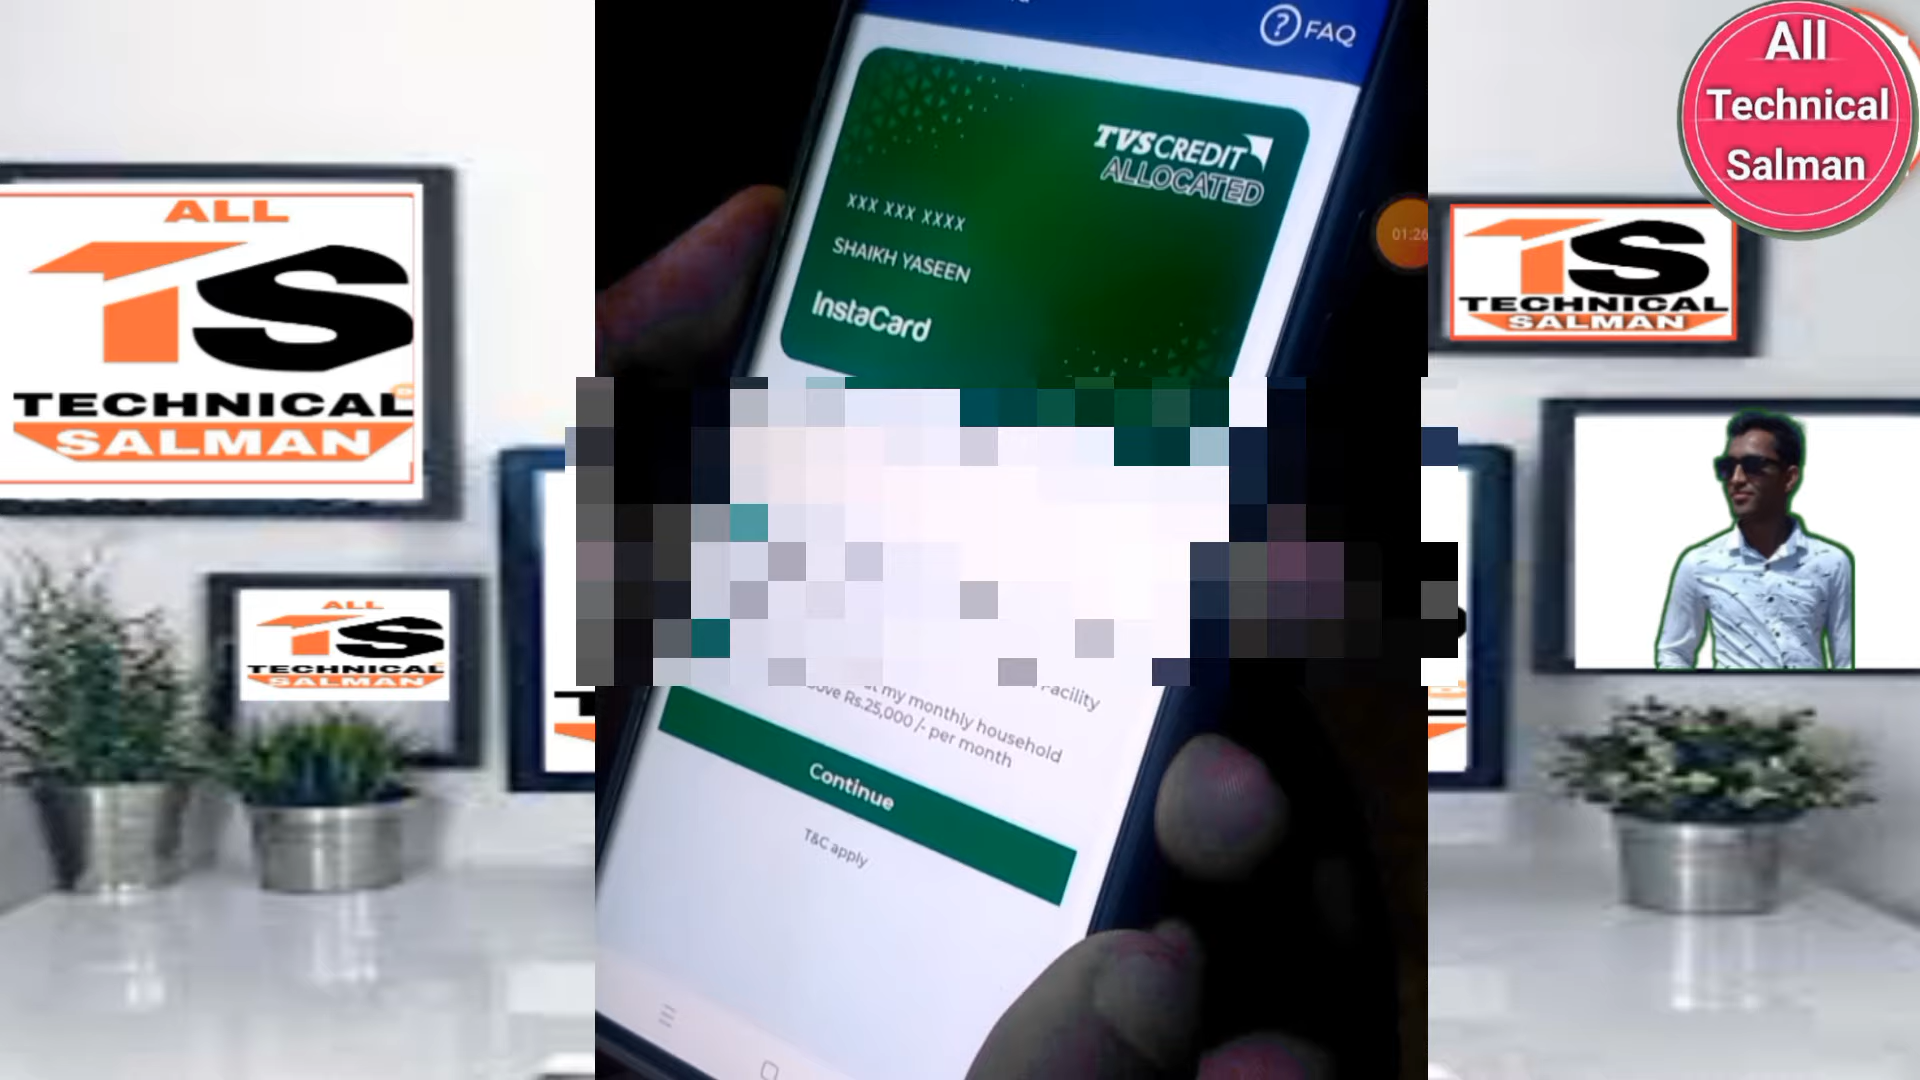 FAQ
All
Technical
Salman
TVS CREDIT
ALLOCATED
XXX XXX XXXX
SHAIKH YASEEN
InstaCard
01:26
ALL
TS
TECHNICAL
SALMAN
TS
TECHNICAL
SALMAN
ALL
TS
TECHNICAL
SALMAN
Facility
my monthly household
Rs.25,000 /- per month
Continue
T&C apply